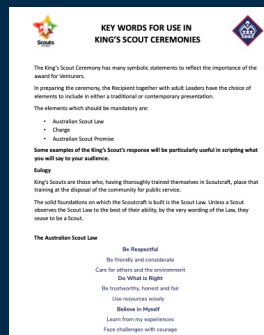 Scouts
KEY WORDS FOR USE IN
KING'S SCOUT CEREMONIES
The King's Scout Ceremony has many symbolic statements to reflect the importance of the
award for Venturers.
In preparing the ceremony, the Recipient together with adult Leaders have the choice of
elements to include in either a traditional or contemporary presentation.
The elements which should be mandatory are:
• Australian Scout Law
• Charge
• Australian Scout Promise
Some examples of the King's Scout's response will be particularly useful in scripting what
you will say to your audience.
Eulogy
King's Scouts are those who, having thoroughly trained themselves in Scoutcraft, place that
training at the disposal of the community for public service.
The solid foundations on which the Scoutcraft is built is the Scout Law. Unless a Scout
observes the Scout Law to the best of their ability, by the very wording of the Law, they
cease to be a Scout.
The Australian Scout Law
Be Respectful
Be friendly and considerate
Care for others and the environment
Do What is Right
Be trustworthy, honest and fair
Use resources wisely
Believe in Myself
Learn from my experiences
Face challenges with courage